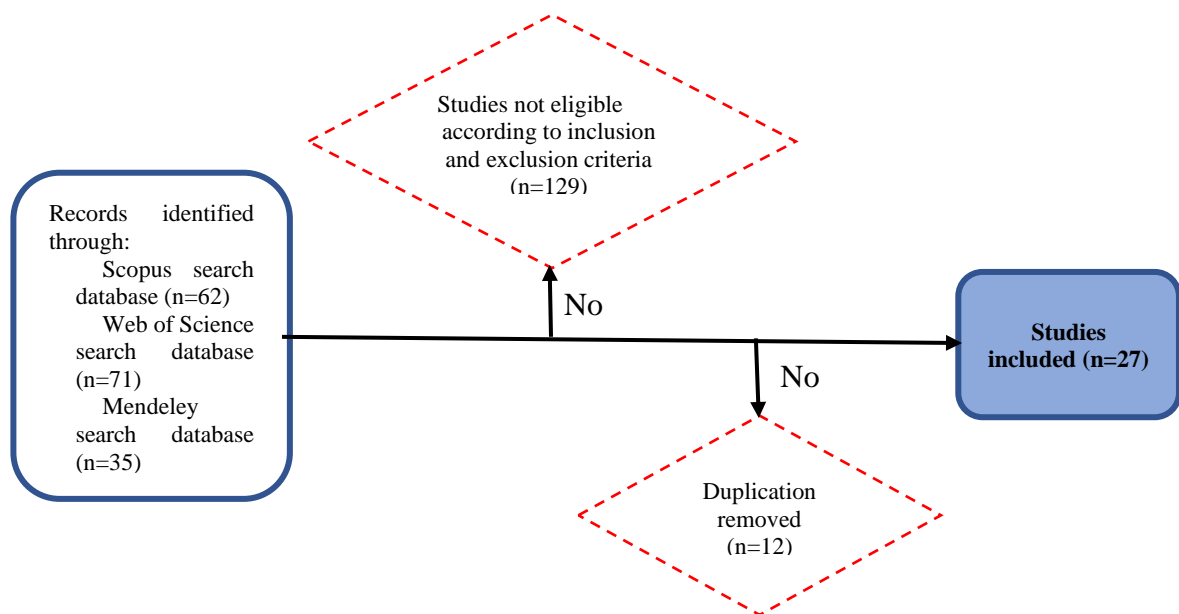 Studies not eligible
according to inclusion
and exclusion criteria
(n=129)
Records identified
through:
Scopus search
database (n=62)
Web of Science
search database
(n=71)
Mendeley
search database
(n=35)
No
Studies
included (n=27)
No
Duplication
removed
(n=12)